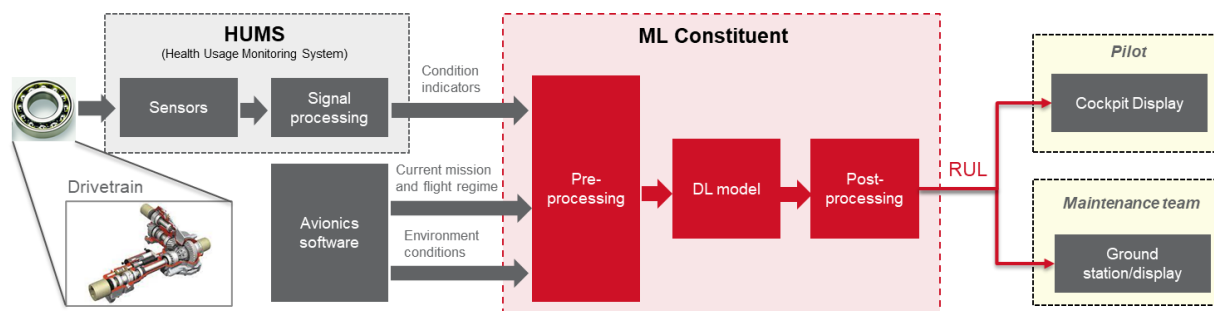 HUMS
(Health Usage Monitoring System)
Sensors
Signal
processing
Condition
indicators
Drivetrain
Avionics
software
Current mission
and flight regime
Environment
conditions
ML Constituent
Pre-
processing
DL model
Post-
processing
RUL
Pilot
Cockpit Display
Maintenance team
Ground
station/display